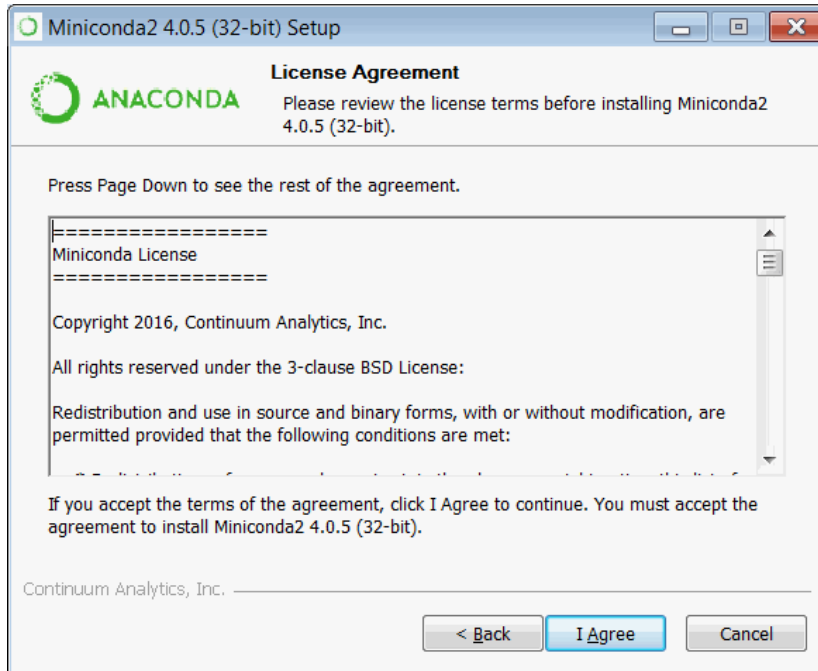 Miniconda2 4.0.5 (32-bit) Setup
ANACONDA
License Agreement
Please review the license terms before installing Miniconda2
4.0.5 (32-bit).
Press Page Down to see the rest of the agreement.
=================
Miniconda License
=================
Copyright 2016, Continuum Analytics, Inc.
All rights reserved under the 3-clause BSD License:
Redistribution and use in source and binary forms, with or without modification, are
permitted provided that the following conditions are met:
If you accept the terms of the agreement, click I Agree to continue. You must accept the
agreement to install Miniconda2 4.0.5 (32-bit).
Continuum Analytics, Inc.
< Back
I Agree
Cancel